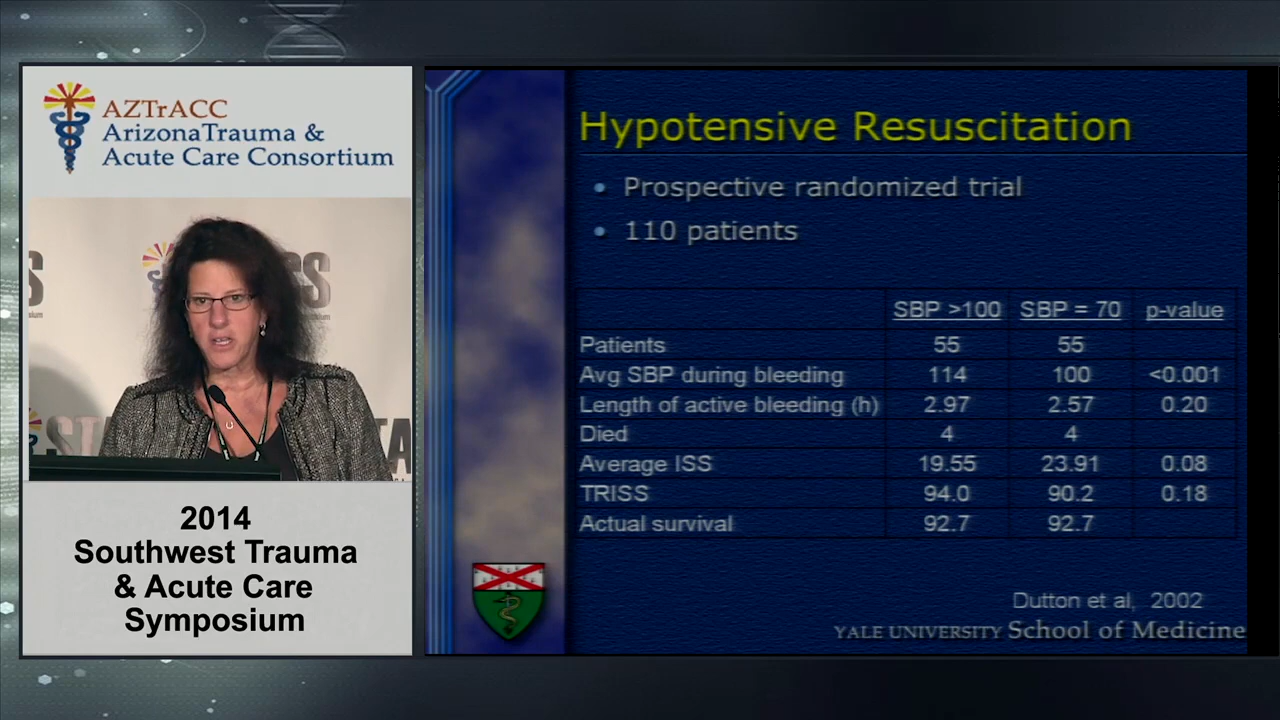 AZTrACC
ArizonaTrauma &
Acute Care Consortium
2014
Southwest Trauma
& Acute Care
Symposium
Hypotensive Resuscitation
• Prospective randomized trial
• 110 patients
SBP >100 SBP = 70 p-value
Patients 55 55
Avg SBP during bleeding 114 100 <0.001
Length of active bleeding (h) 2.97 2.57 0.20
Died 4 4
Average ISS 19.55 23.91 0.08
TRISS 94.0 90.2 0.18
Actual survival 92.7 92.7
Dutton et al, 2002
YALE UNIVERSITY School of Medicine